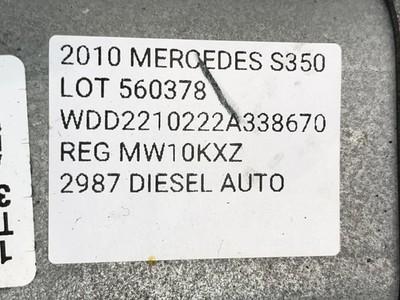 2010 MERCEDES S350
LOT 560378
WDD2210222A338670
REG MW10KXZ
2987 DIESEL AUTO